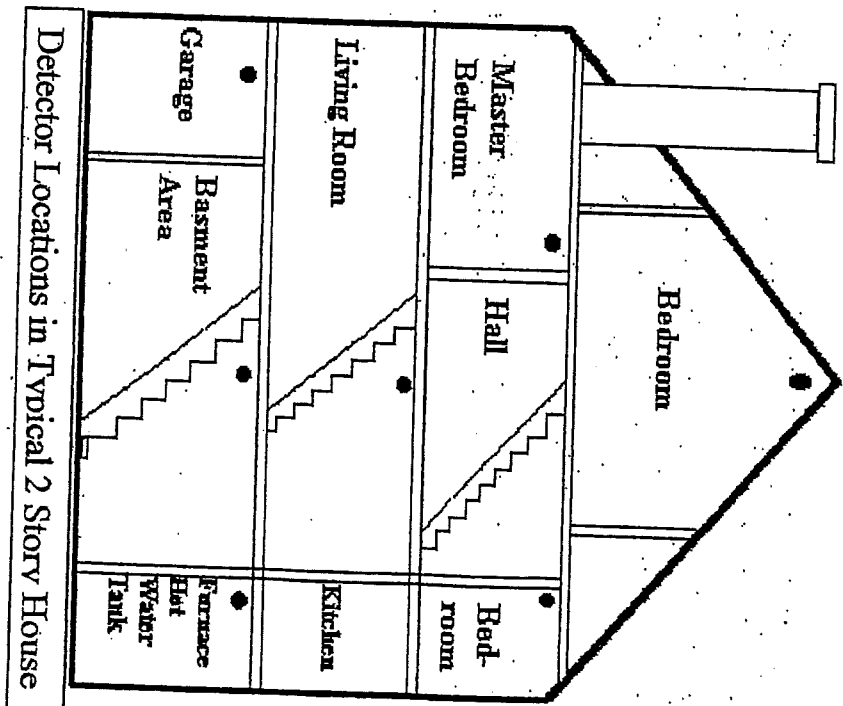 Bedroom
Master
Bedroom
Hall
Bed-
room
Living Room
Kitchen
Garage
Basment
Area
Furnace
Hot
Water
Tank
Detector Locations in Typical 2 Story House